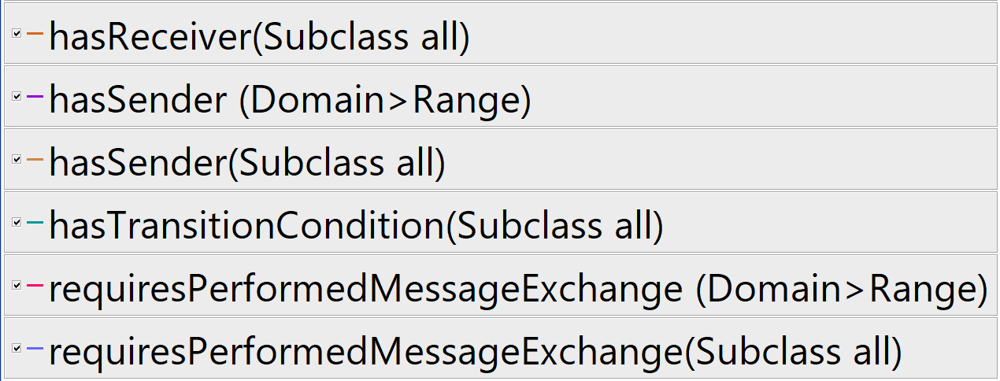 hasReceiver(Subclass all)
hasSender (Domain>Range)
hasSender(Subclass all)
hasTransitionCondition(Subclass all)
requiresPerformedMessageExchange (Domain>Range)
requiresPerformedMessageExchange(Subclass all)